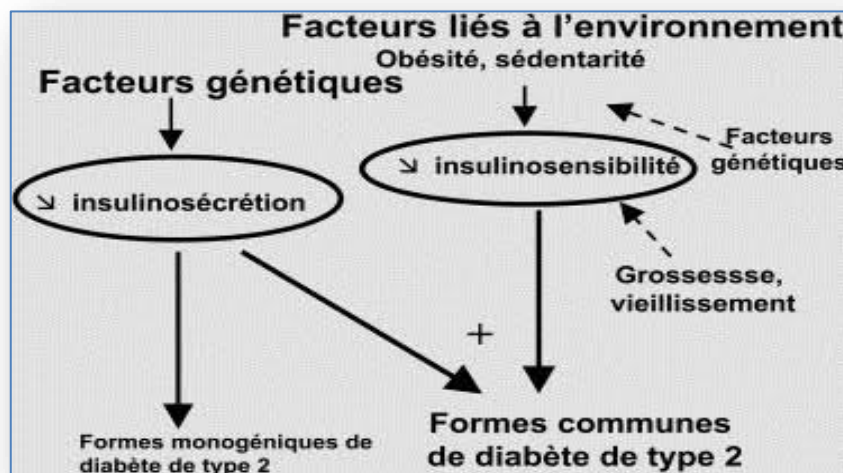 Facteurs liés à l'environnement
Obésité, sédentarité
Facteurs génétiques
Facteurs
génétiques
↘ insulinosensibilité
↘ insulinosécrétion
Grossessse,
vieillissement
+
Formes monogéniques de
diabète de type 2
Formes communes
de diabète de type 2